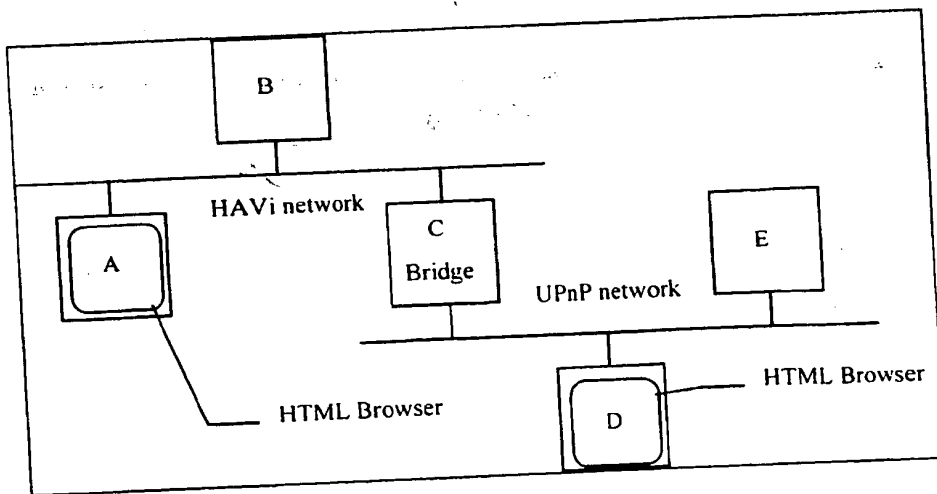 B
HAVi network
A
C
Bridge
E
UPnP network
HTML Browser
HTML Browser
D